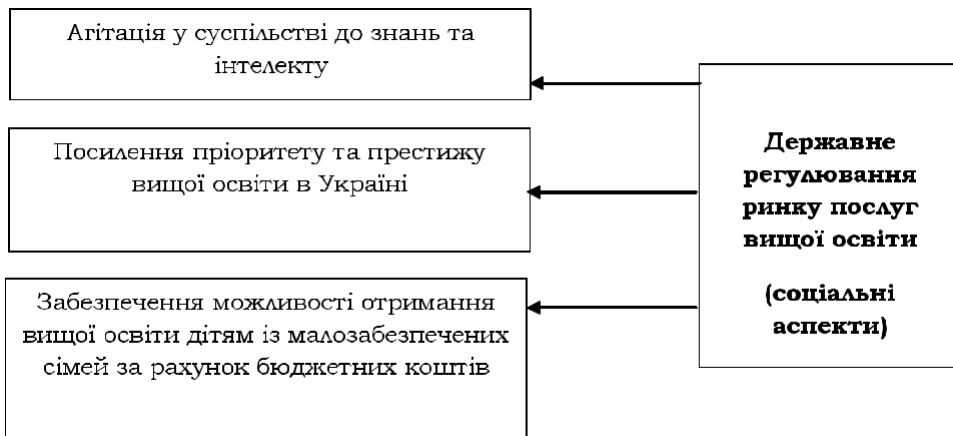 Агітація у суспільстві до знань та
інтелекту
Посилення пріоритету та престижу
вищої освіти в Україні
Забезпечення можливості отримання
вищої освіти дітям із малозабезпечених
сімей за рахунок бюджетних коштів
Державне
регулювання
ринку послуг
вищої освіти
(соціальні
аспекти)